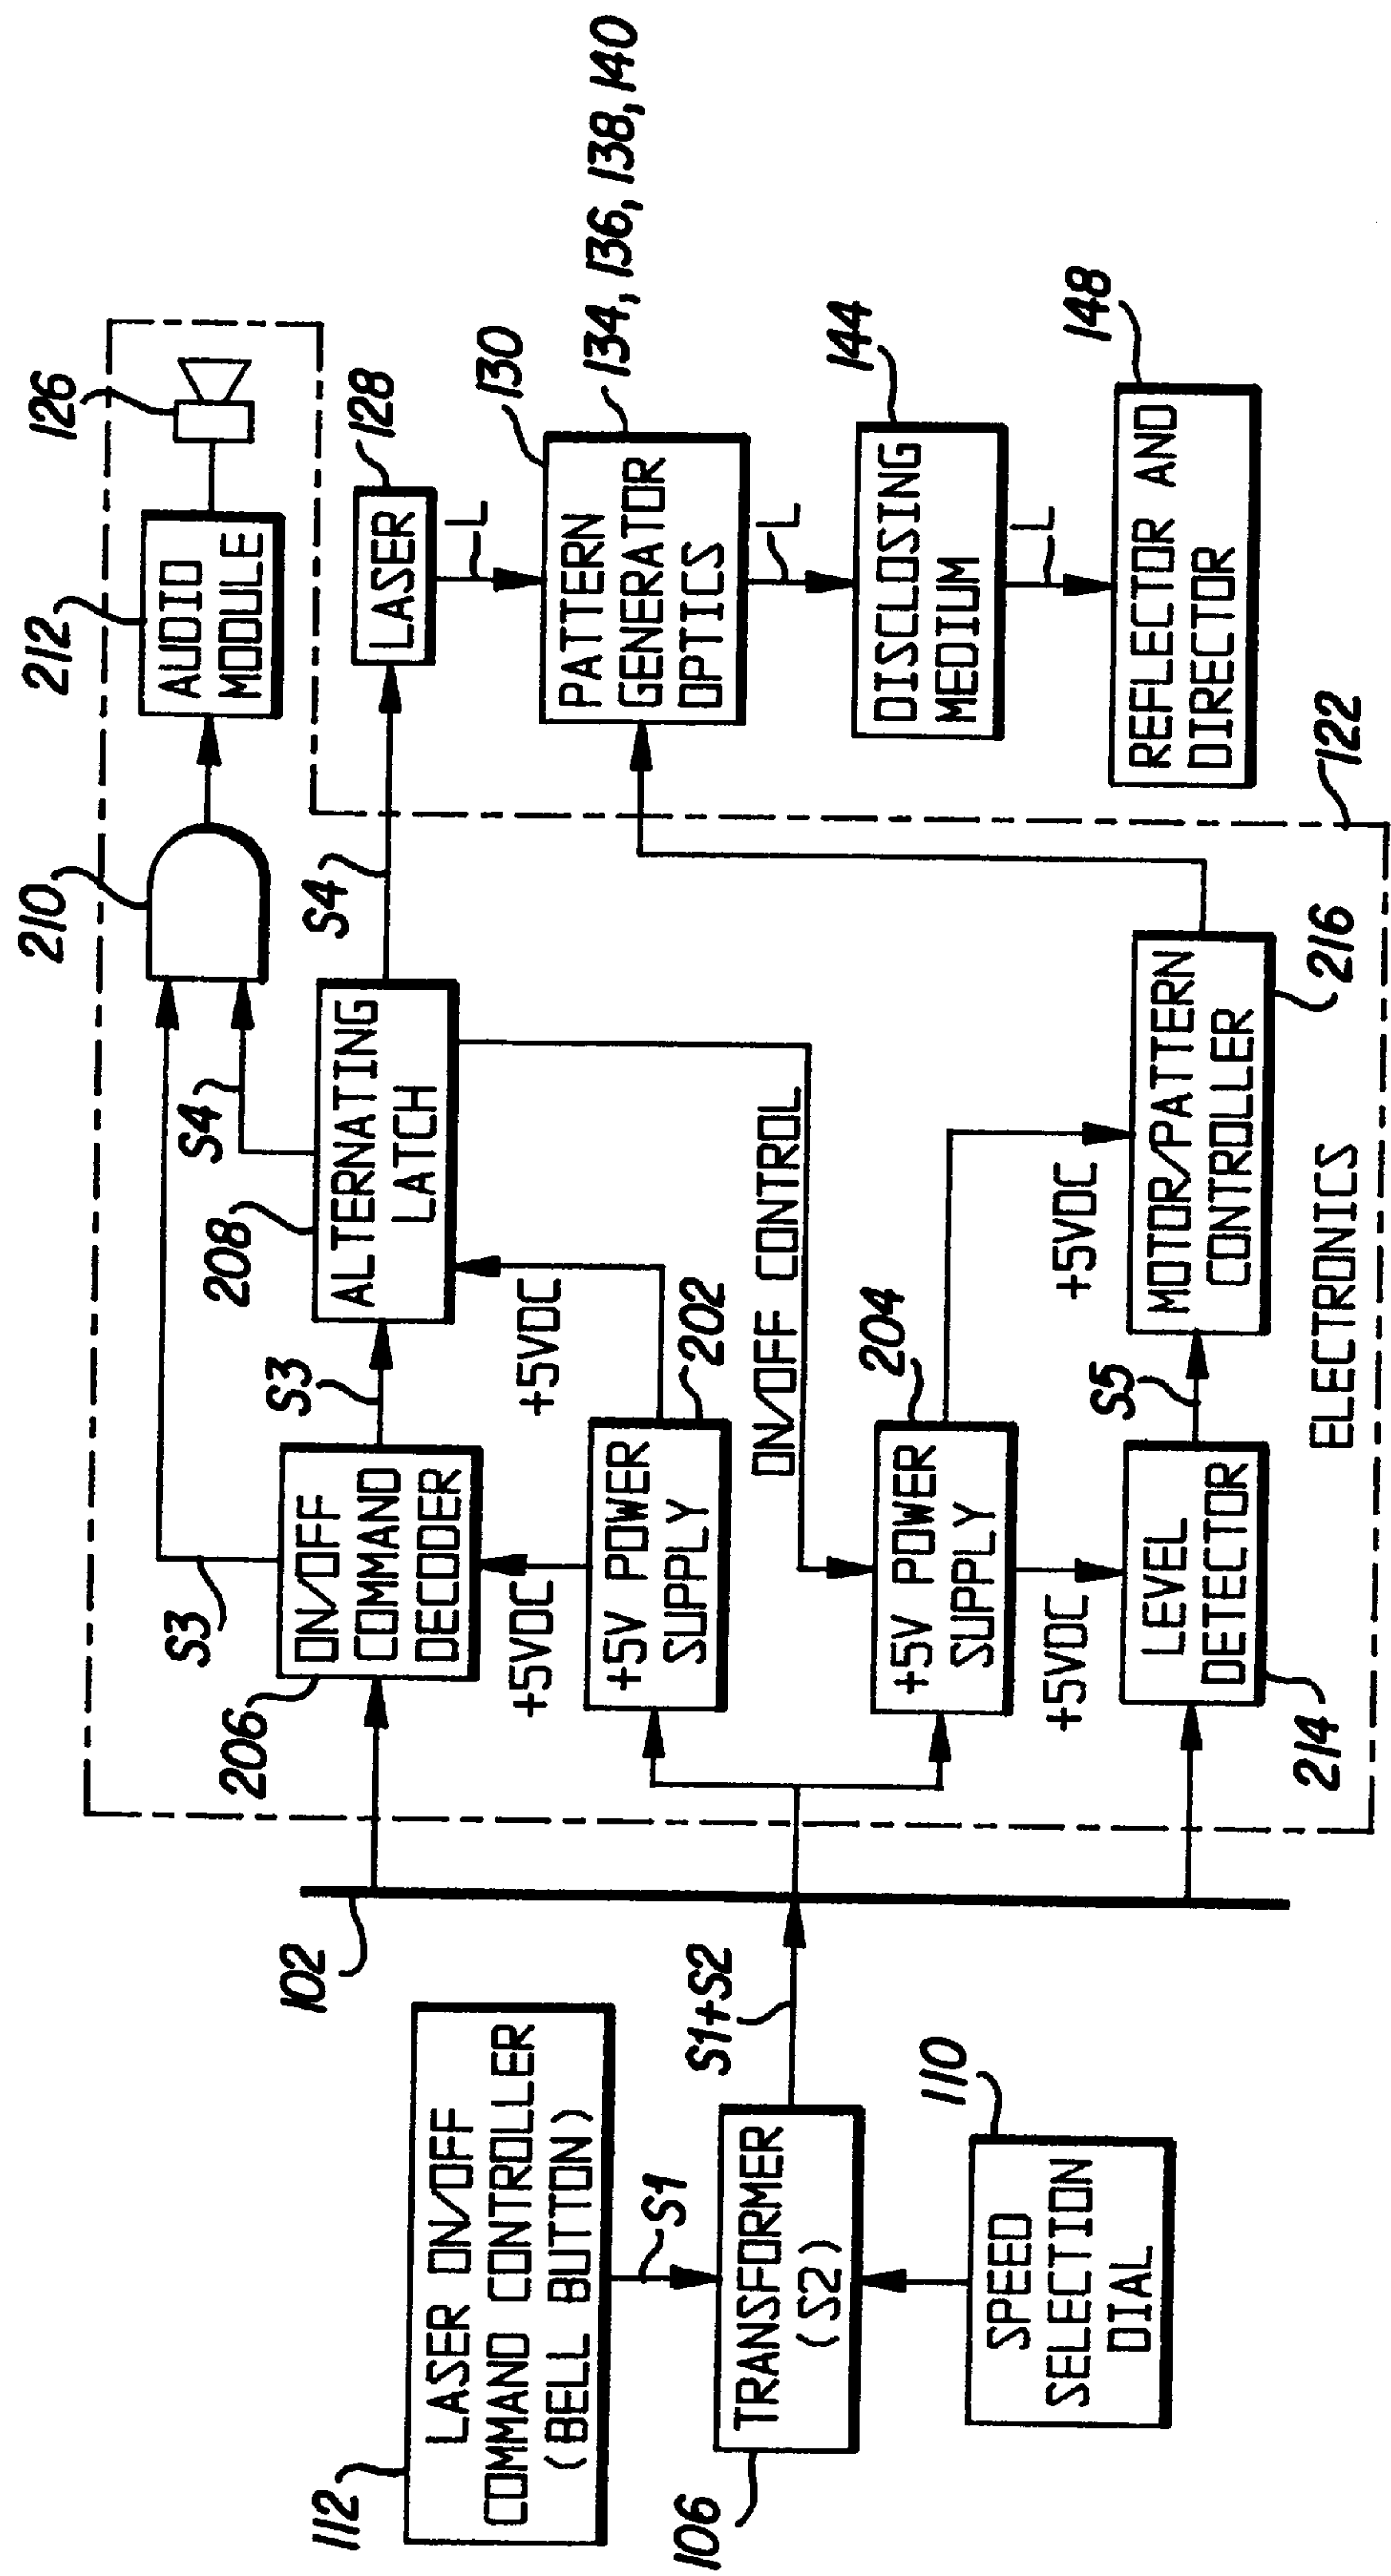 112
LASER ON/OFF
COMMAND CONTROLLER
(BELL BUTTON)
S1
106
TRANSFORMER
(S2)
S1+S2
110
SPEED
SELECTION
DIAL
102
206
ON/OFF
COMMAND
DECODER
S3
S3
+5VDC
+5V POWER
SUPPLY
202
+5VDC
208
ALTERNATING
LATCH
S4
S4
210
212
AUDIO
MODULE
126
ON/OFF CONTROL
204
+5V POWER
SUPPLY
+5VDC
+5VDC
214
LEVEL
DETECTOR
S5
MOTOR/PATTERN
CONTROLLER
216
ELECTRONICS
122
LASER
128
L
130
PATTERN
GENERATOR
OPTICS
134, 136, 138, 140
L
144
DISCLOSING
MEDIUM
L
148
REFLECTOR AND
DIRECTOR